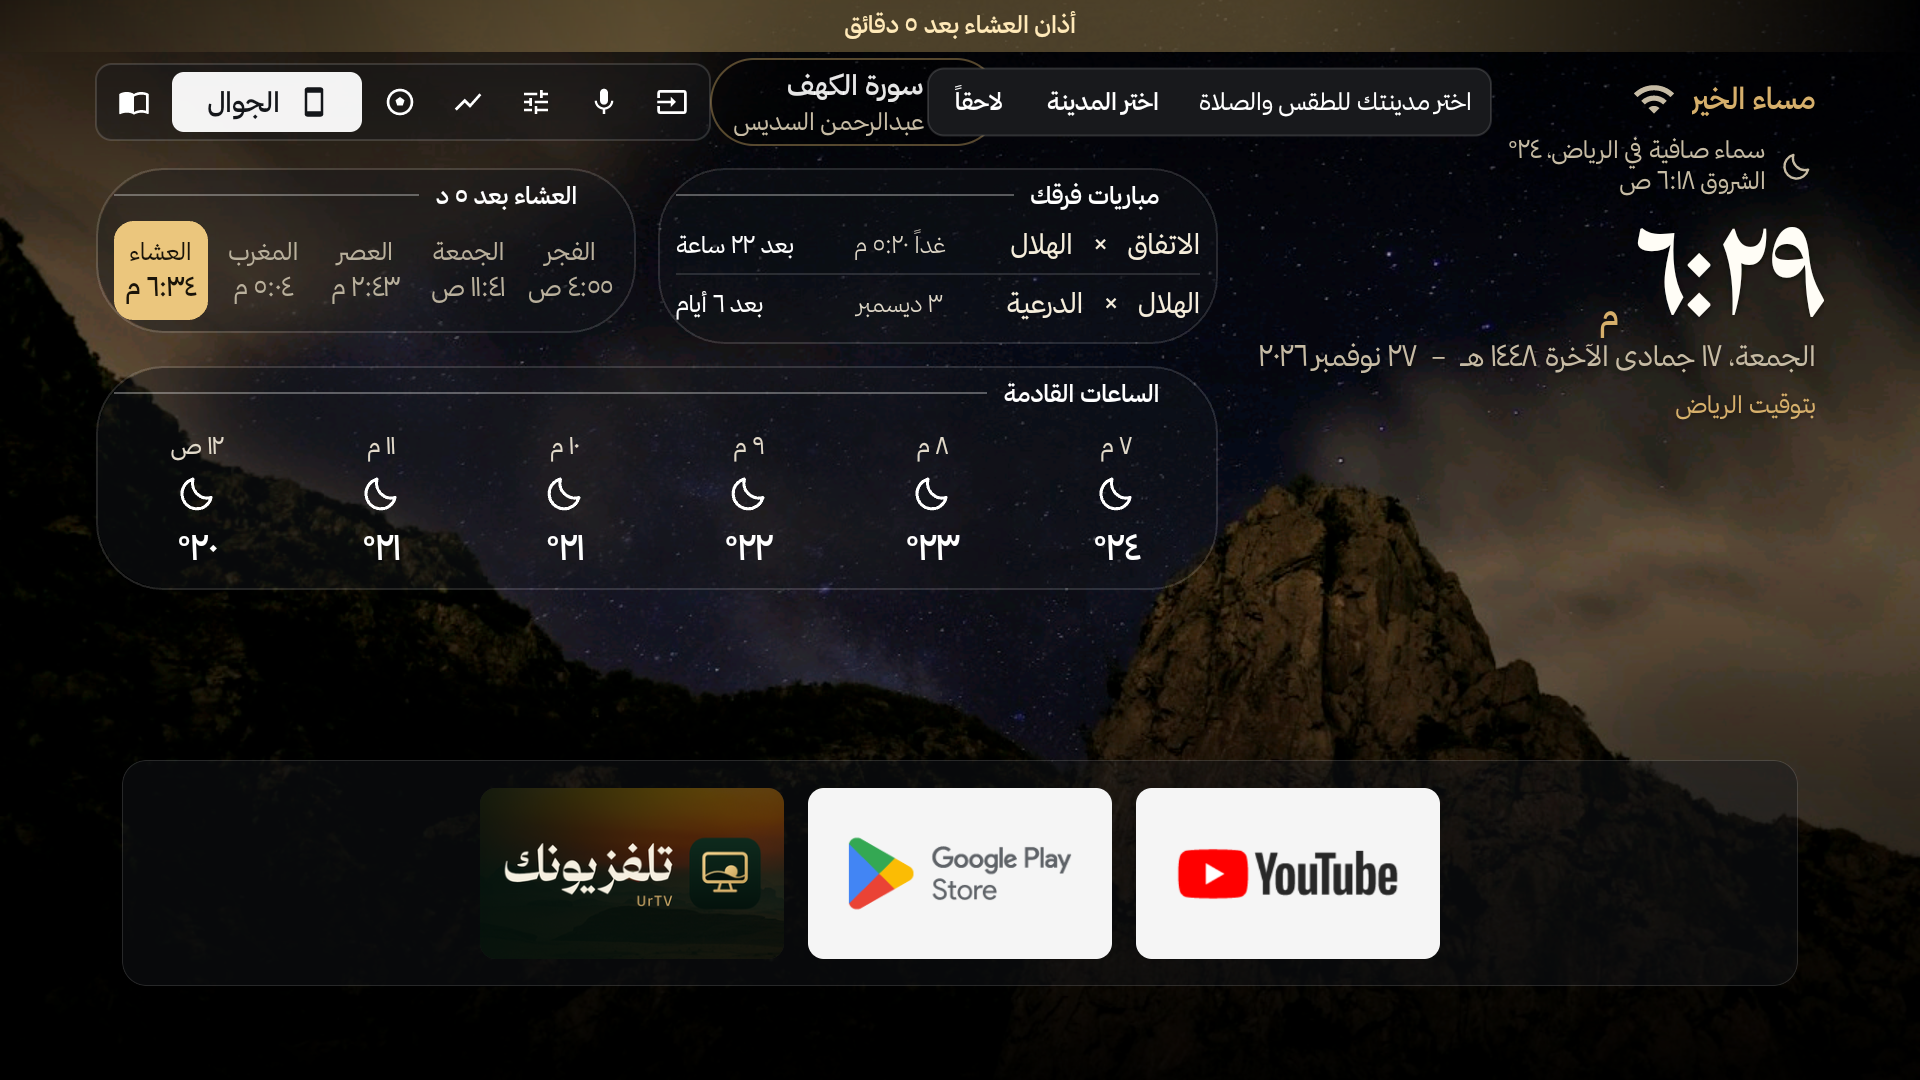 أذان العشاء بعد ٥ دقائق
مساء الخير
سماء صافية في الرياض، ٢٤°
الشروق ٦:١٨ ص
٦:٢٩ م
الجمعة، ١٧ جمادى الآخرة ١٤٤٨ هـ – ٢٧ نوفمبر ٢٠٢٦
بتوقيت الرياض
اختر مدينتك للطقس والصلاة اختر المدينة لاحقاً
سورة الكهف
عبدالرحمن السديس
الجوال
مباريات فرقك
الاتفاق × الهلال غداً ٥:٢٠ م بعد ٢٢ ساعة
الهلال × الدرعية ٣ ديسمبر بعد ٦ أيام
العشاء بعد ٥ د
الفجر الجمعة العصر المغرب العشاء
٤:٥٥ ص ١١:٤١ ص ٢:٤٣ م ٥:٠٤ م ٦:٣٤ م
الساعات القادمة
٧ م ٨ م ٩ م ١٠ م ١١ م ١٢ ص
٢٤° ٢٣° ٢٢° ٢١° ٢١° ٢٠°
YouTube
Google Play
Store
تلفزيونك
UrTV